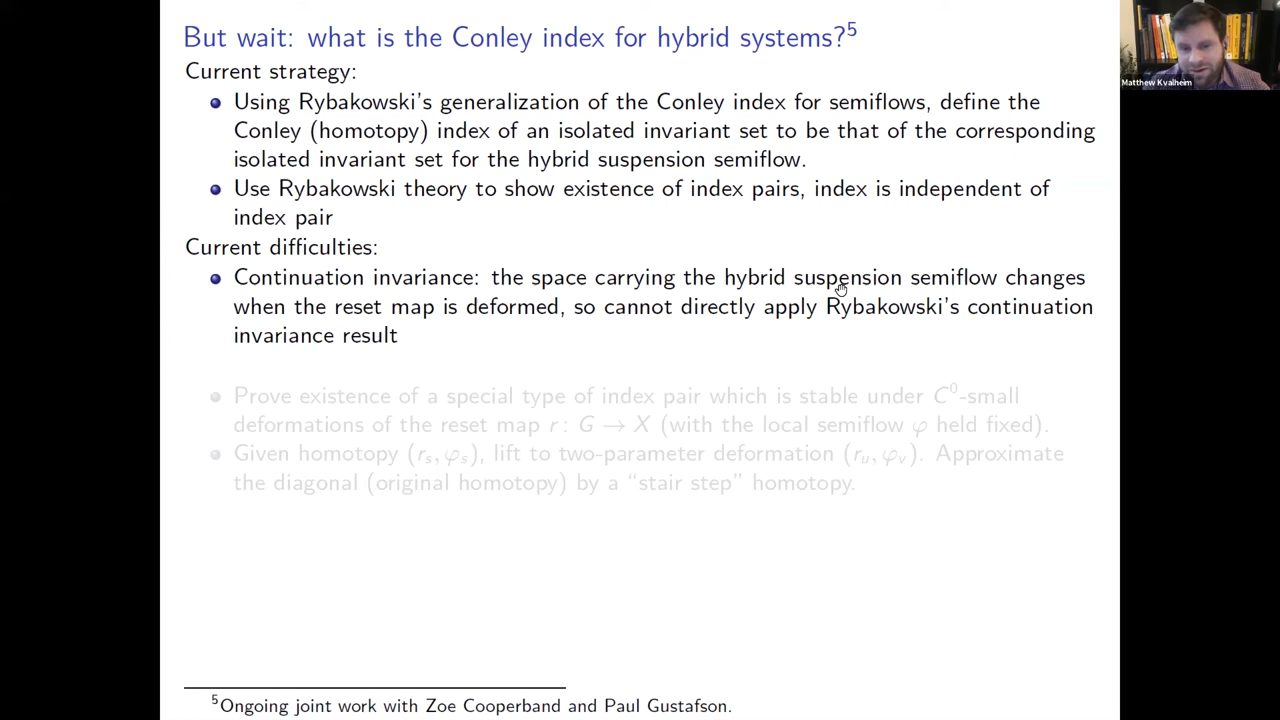 But wait: what is the Conley index for hybrid systems?⁵
Matthew Kvalheim
Current strategy:
Using Rybakowski's generalization of the Conley index for semiflows, define the
Conley (homotopy) index of an isolated invariant set to be that of the corresponding
isolated invariant set for the hybrid suspension semiflow.
Use Rybakowski theory to show existence of index pairs, index is independent of
index pair
Current difficulties:
Continuation invariance: the space carrying the hybrid suspension semiflow changes
when the reset map is deformed, so cannot directly apply Rybakowski's continuation
invariance result
Prove existence of a special type of index pair which is stable under C⁰-small
deformations of the reset map r: G → X (with the local semiflow φ held fixed).
Given homotopy (rₛ, φₛ), lift to two-parameter deformation (rᵤ, φᵥ). Approximate
the diagonal (original homotopy) by a "stair step" homotopy.
⁵Ongoing joint work with Zoe Cooperband and Paul Gustafson.